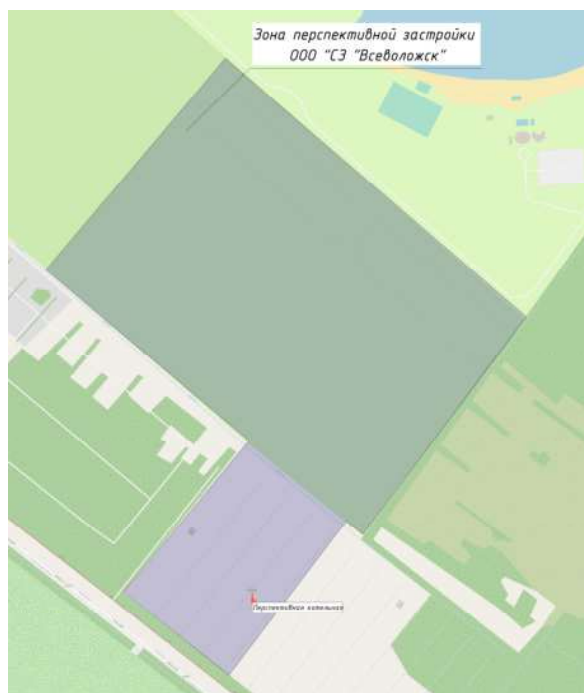 Зона перспективной застройки
ООО "СЗ "Всеволожск"
Перспективная котельная